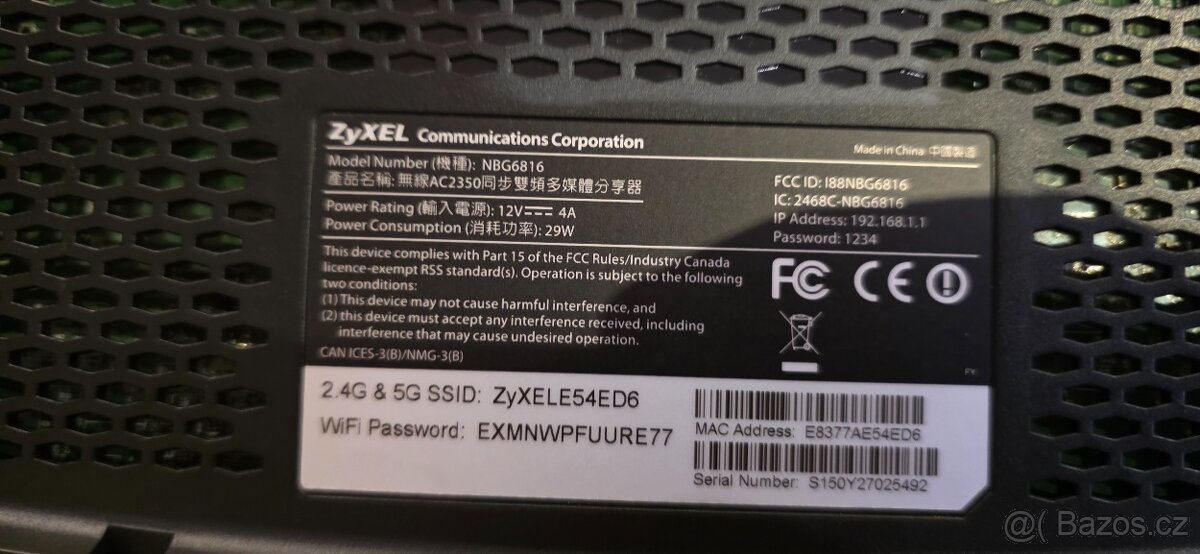 ZyXEL Communications Corporation
Made in China 中國製造
Model Number (機種): NBG6816
產品名稱: 無線AC2350同步雙頻多媒體分享器
Power Rating (輸入電源): 12V⎓ 4A
Power Consumption (消耗功率): 29W
FCC ID: I88NBG6816
IC: 2468C-NBG6816
IP Address: 192.168.1.1
Password: 1234
This device complies with Part 15 of the FCC Rules/Industry Canada
licence-exempt RSS standard(s). Operation is subject to the following
two conditions:
(1) This device may not cause harmful interference, and
(2) this device must accept any interference received, including
interference that may cause undesired operation.
CAN ICES-3(B)/NMG-3(B)
FC CE
FY
2.4G & 5G SSID: ZyXELE54ED6
WiFi Password: EXMNWPFUURE77
MAC Address: E8377AE54ED6
Serial Number: S150Y27025492
@( Bazos.cz